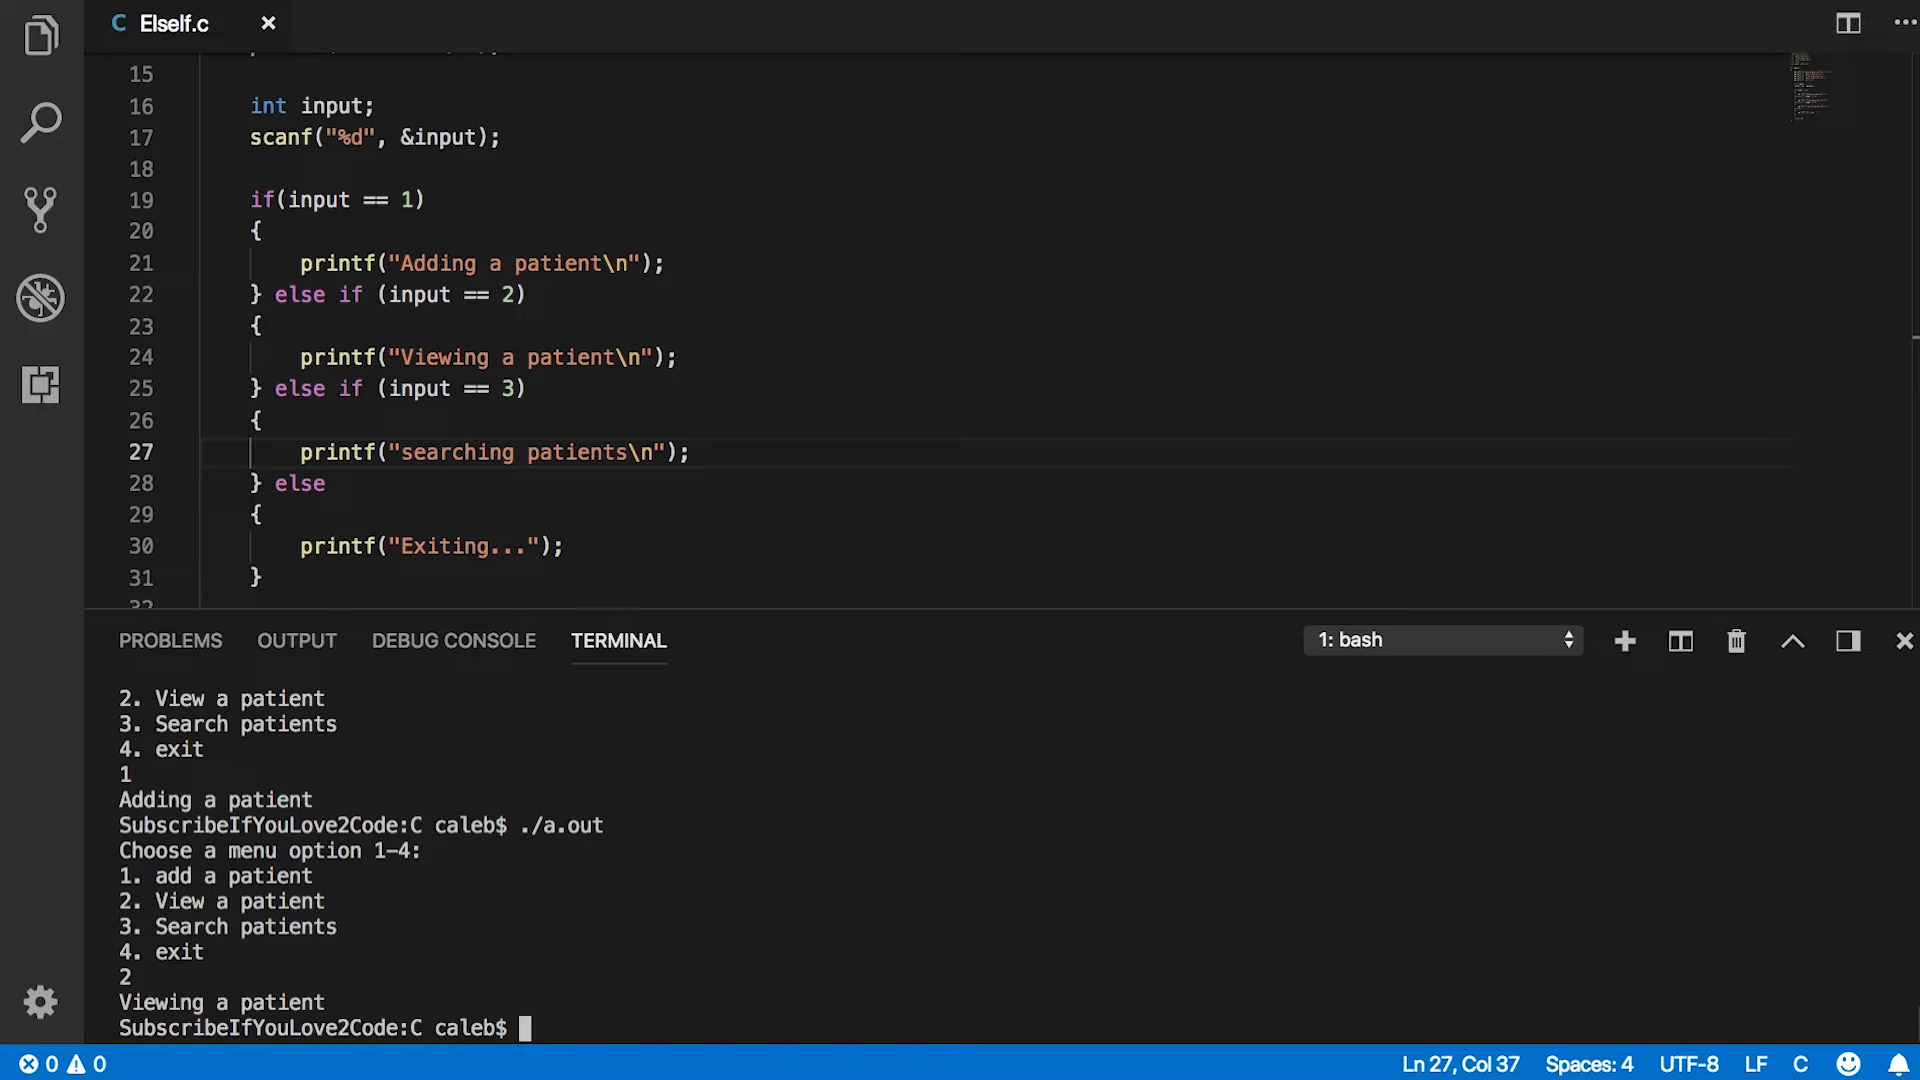 C ElseIf.c
15
16 int input;
17 scanf("%d", &input);
18
19 if(input == 1)
20 {
21 printf("Adding a patient\n");
22 } else if (input == 2)
23 {
24 printf("Viewing a patient\n");
25 } else if (input == 3)
26 {
27 printf("searching patients\n");
28 } else
29 {
30 printf("Exiting...");
31 }
32
PROBLEMS OUTPUT DEBUG CONSOLE TERMINAL 1: bash
2. View a patient
3. Search patients
4. exit
1
Adding a patient
SubscribeIfYouLove2Code:C caleb$ ./a.out
Choose a menu option 1-4:
1. add a patient
2. View a patient
3. Search patients
4. exit
2
Viewing a patient
SubscribeIfYouLove2Code:C caleb$
0 0 Ln 27, Col 37 Spaces: 4 UTF-8 LF C